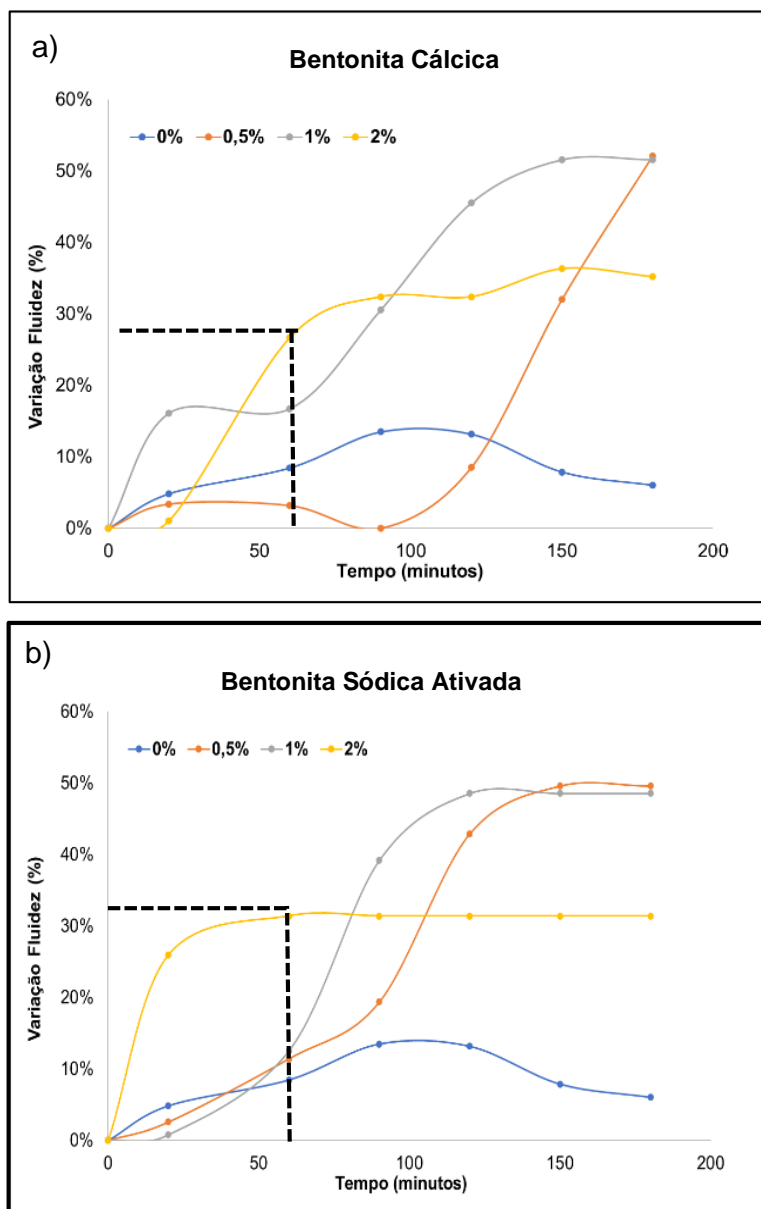 a)
Bentonita Cálcica
60%
0% 0,5% 1% 2%
50%
40%
30%
20%
10%
0%
Variação Fluidez (%)
0 50 100 150 200
Tempo (minutos)
b)
Bentonita Sódica Ativada
60%
0% 0,5% 1% 2%
50%
40%
30%
20%
10%
0%
Variação Fluidez (%)
0 50 100 150 200
Tempo (minutos)